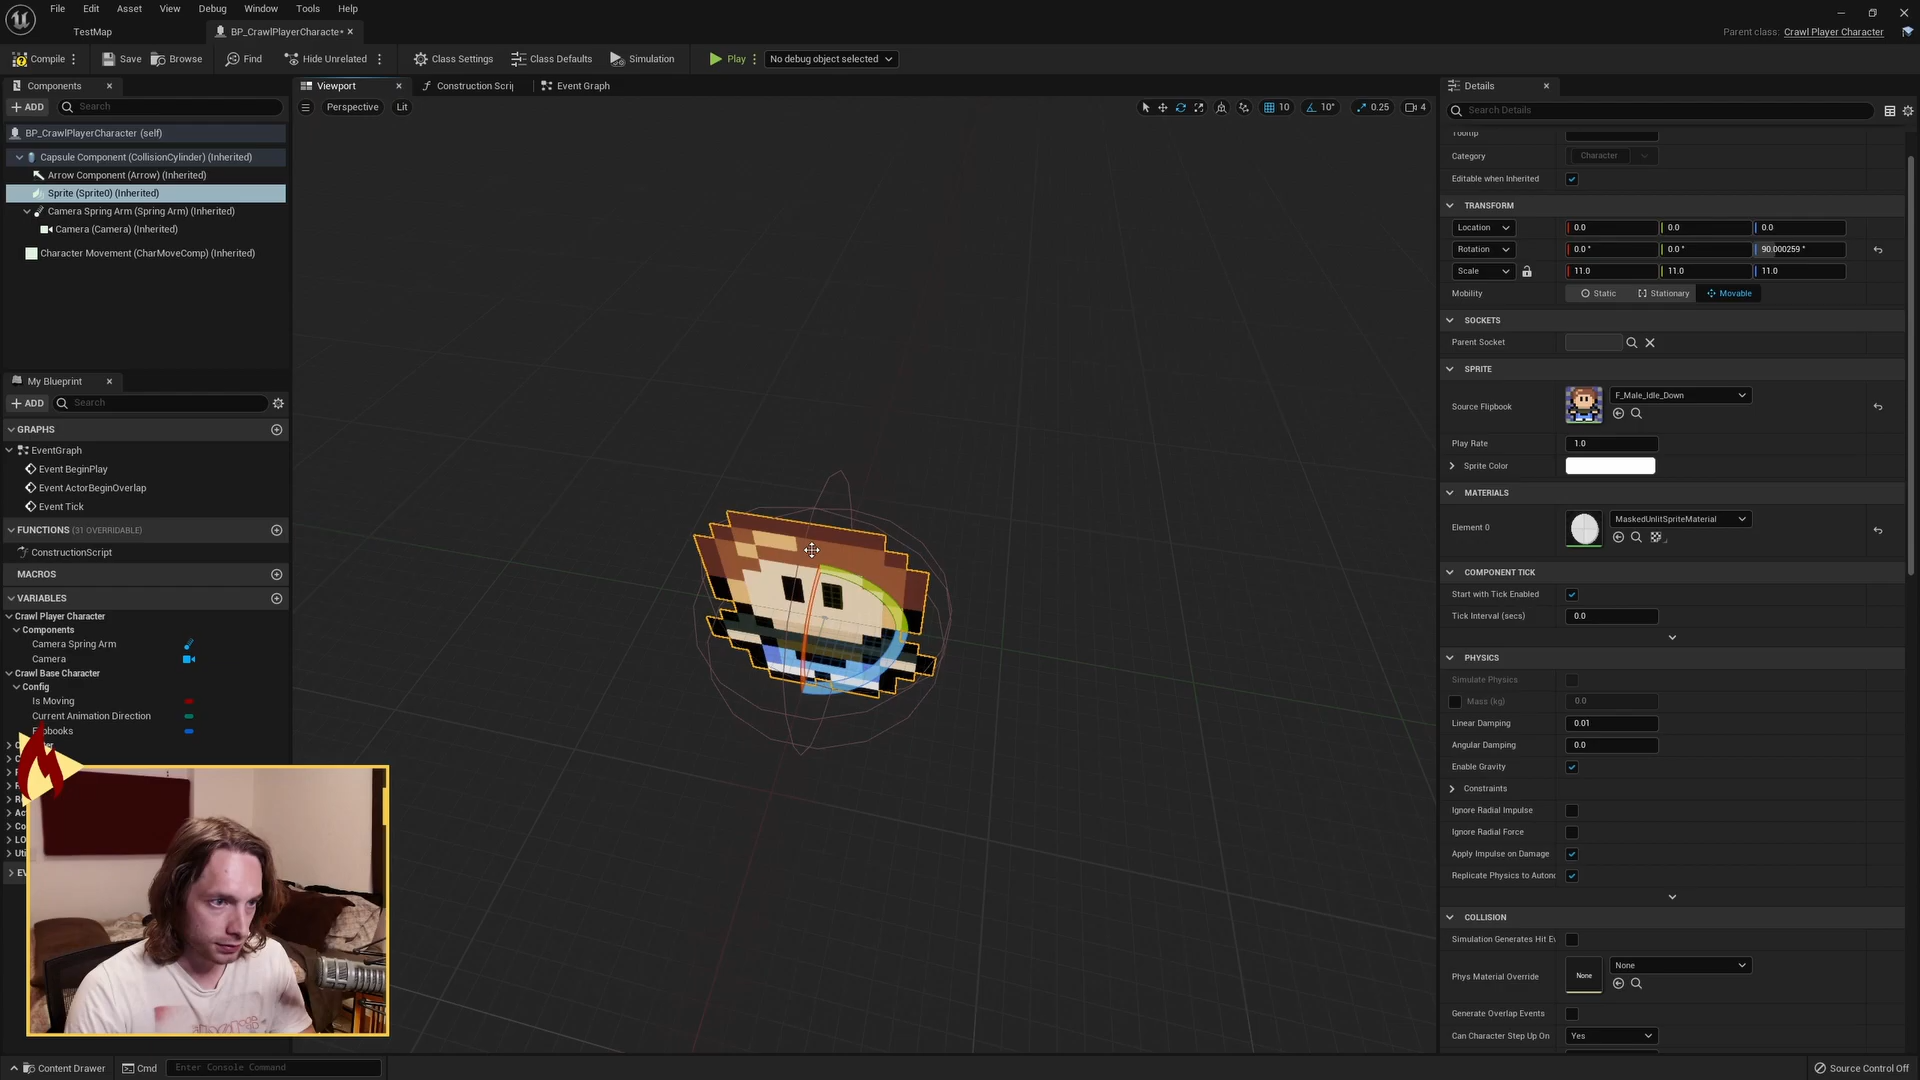 File Edit Asset View Debug Window Tools Help
TestMap
BP_CrawlPlayerCharacte*
Parent class: Crawl Player Character
Compile
Save
Browse
Find
Hide Unrelated
Class Settings
Class Defaults
Simulation
Play
No debug object selected
Components
Viewport
Construction Scrip
Event Graph
Details
ADD
Search
Perspective
Lit
10
10°
0.25
4
Search Details
BP_CrawlPlayerCharacter (self)
Capsule Component (CollisionCylinder) (Inherited)
Arrow Component (Arrow) (Inherited)
Sprite (Sprite0) (Inherited)
Camera Spring Arm (Spring Arm) (Inherited)
Camera (Camera) (Inherited)
Character Movement (CharMoveComp) (Inherited)
My Blueprint
ADD
Search
GRAPHS
EventGraph
Event BeginPlay
Event ActorBeginOverlap
Event Tick
FUNCTIONS (31 OVERRIDABLE)
ConstructionScript
MACROS
VARIABLES
Crawl Player Character
Components
Camera Spring Arm
Camera
Crawl Base Character
Config
Is Moving
Current Animation Direction
Tooltip
Category
Character
Editable when Inherited
TRANSFORM
Location
0.0
0.0
0.0
Rotation
0.0 °
0.0 °
90.000259 °
Scale
11.0
11.0
11.0
Mobility
Static
Stationary
Movable
SOCKETS
Parent Socket
SPRITE
Source Flipbook
F_Male_Idle_Down
Play Rate
1.0
Sprite Color
MATERIALS
Element 0
MaskedUnlitSpriteMaterial
COMPONENT TICK
Start with Tick Enabled
Tick Interval (secs)
0.0
PHYSICS
Simulate Physics
Mass (kg)
0.0
Linear Damping
0.01
Angular Damping
0.0
Enable Gravity
Constraints
Ignore Radial Impulse
Ignore Radial Force
Apply Impulse on Damage
Replicate Physics to Autono
COLLISION
Simulation Generates Hit Ev
Phys Material Override
None
None
Generate Overlap Events
Can Character Step Up On
Yes
Content Drawer
Cmd
Enter Console Command
Source Control Off